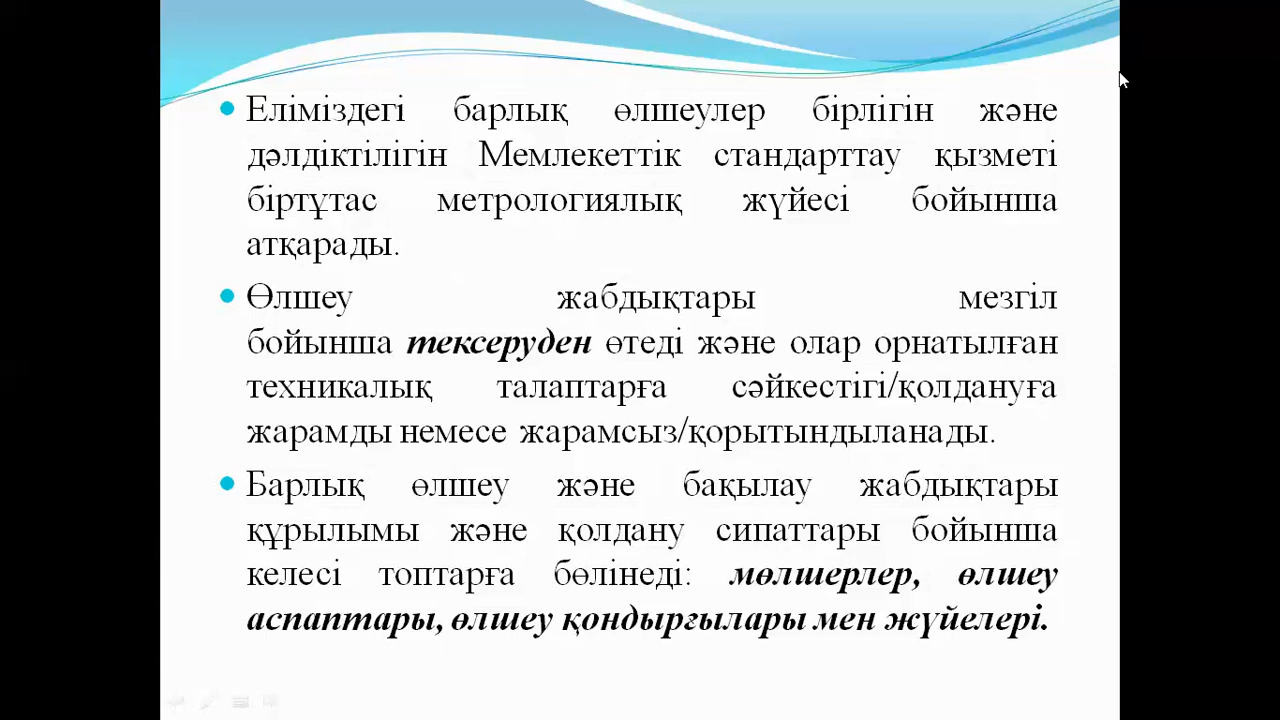 Еліміздегі барлық өлшеулер бірлігін және
дәлдіктілігін Мемлекеттік стандарттау қызметі
біртұтас метрологиялық жүйесі бойынша
атқарады.
Өлшеу жабдықтары мезгіл
бойынша тексеруден өтеді және олар орнатылған
техникалық талаптарға сәйкестігі/қолдануға
жарамды немесе жарамсыз/қорытындыланады.
Барлық өлшеу және бақылау жабдықтары
құрылымы және қолдану сипаттары бойынша
келесі топтарға бөлінеді: мөлшерлер, өлшеу
аспаптары, өлшеу қондырғылары мен жүйелері.